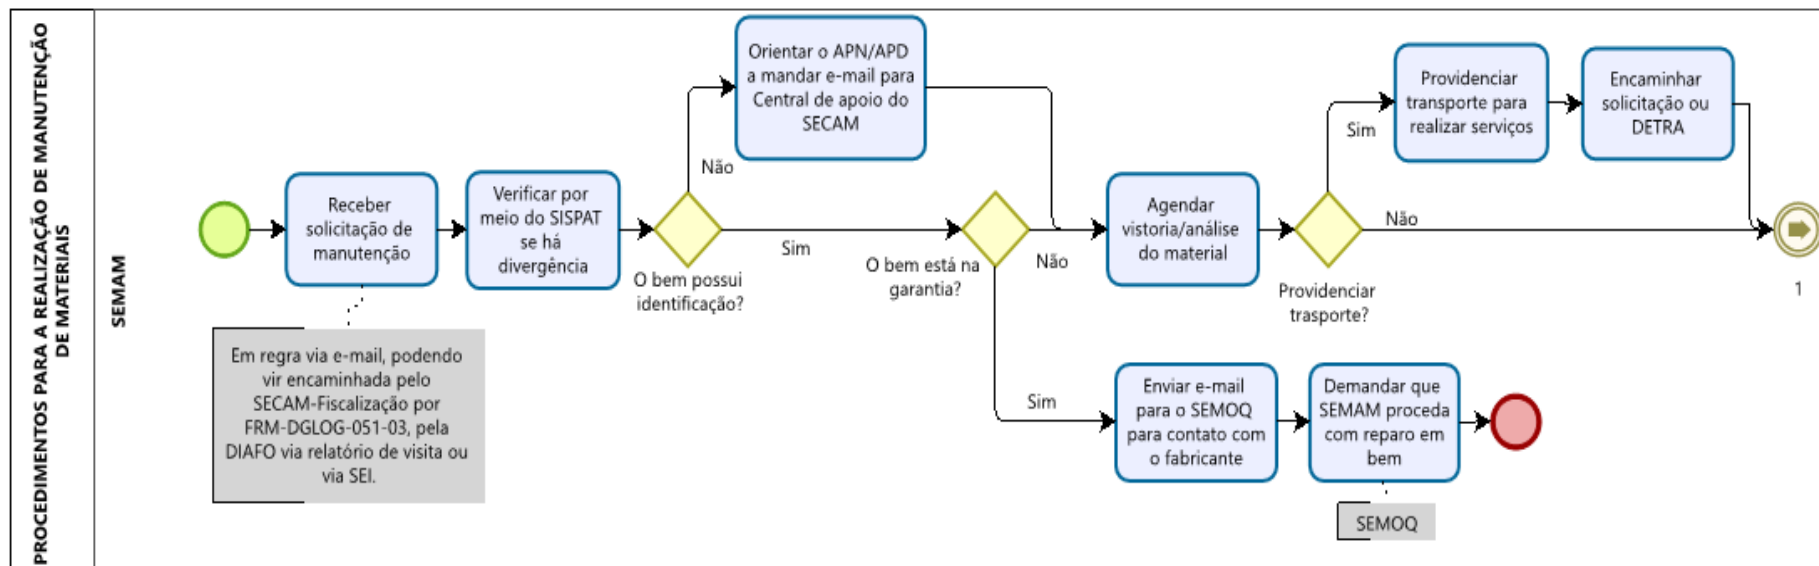 PROCEDIMENTOS PARA A REALIZAÇÃO DE MANUTENÇÃO
DE MATERIAIS
SEMAM
Receber
solicitação de
manutenção
Em regra via e-mail, podendo
vir encaminhada pelo
SECAM-Fiscalização por
FRM-DGLOG-051-03, pela
DIAFO via relatório de visita ou
via SEI.
Verificar por
meio do SISPAT
se há
divergência
O bem possui
identificação?
Não
Orientar o APN/APD
a mandar e-mail para
Central de apoio do
SECAM
Sim
O bem está na
garantia?
Não
Agendar
vistoria/análise
do material
Providenciar
trasporte?
Sim
Providenciar
transporte para
realizar serviços
Encaminhar
solicitação ou
DETRA
Não
1
Sim
Enviar e-mail
para o SEMOQ
para contato com
o fabricante
Demandar que
SEMAM proceda
com reparo em
bem
SEMOQ